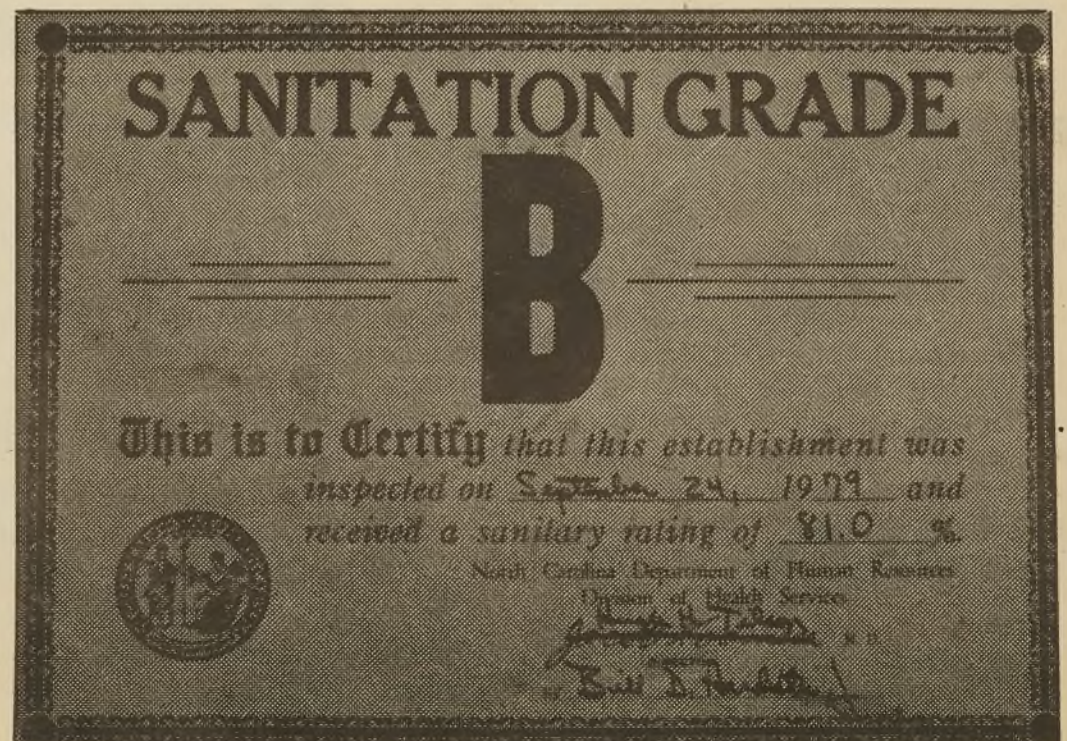 SANITATION GRADE
B
This is to Certify that this establishment was
inspected on September 24, 1979 and
received a sanitary rating of 81.0 %.
North Carolina Department of Human Resources
Division of Health Services
M. D.
Bill